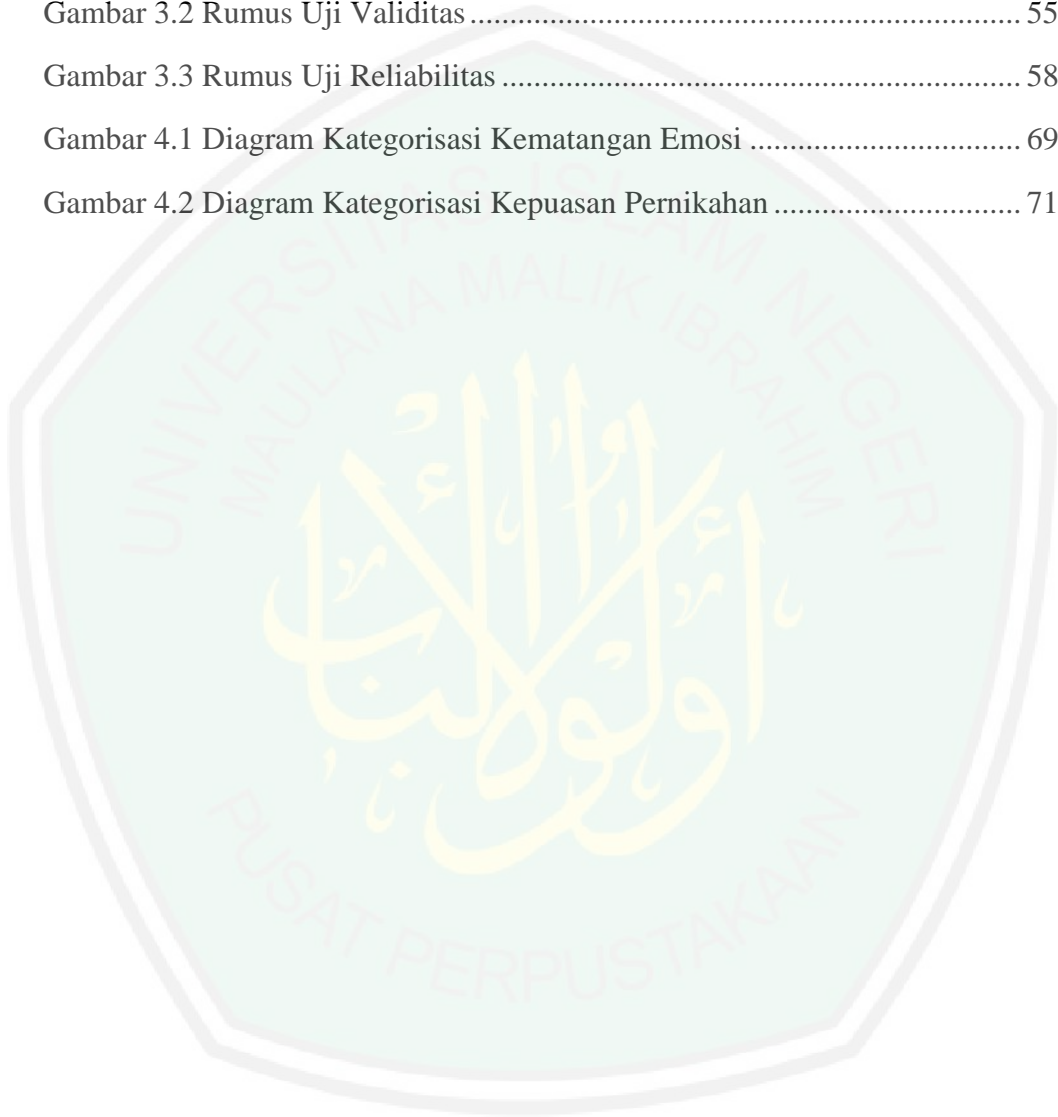 Gambar 3.2 Rumus Uji Validitas ........................................................................ 55
Gambar 3.3 Rumus Uji Reliabilitas .................................................................... 58
Gambar 4.1 Diagram Kategorisasi Kematangan Emosi ................................... 69
Gambar 4.2 Diagram Kategorisasi Kepuasan Pernikahan ................................ 71
UNIVERSITAS ISLAM NEGERI
MAULANA MALIK IBRAHIM
أولوا الألباب
PUSAT PERPUSTAKAAN